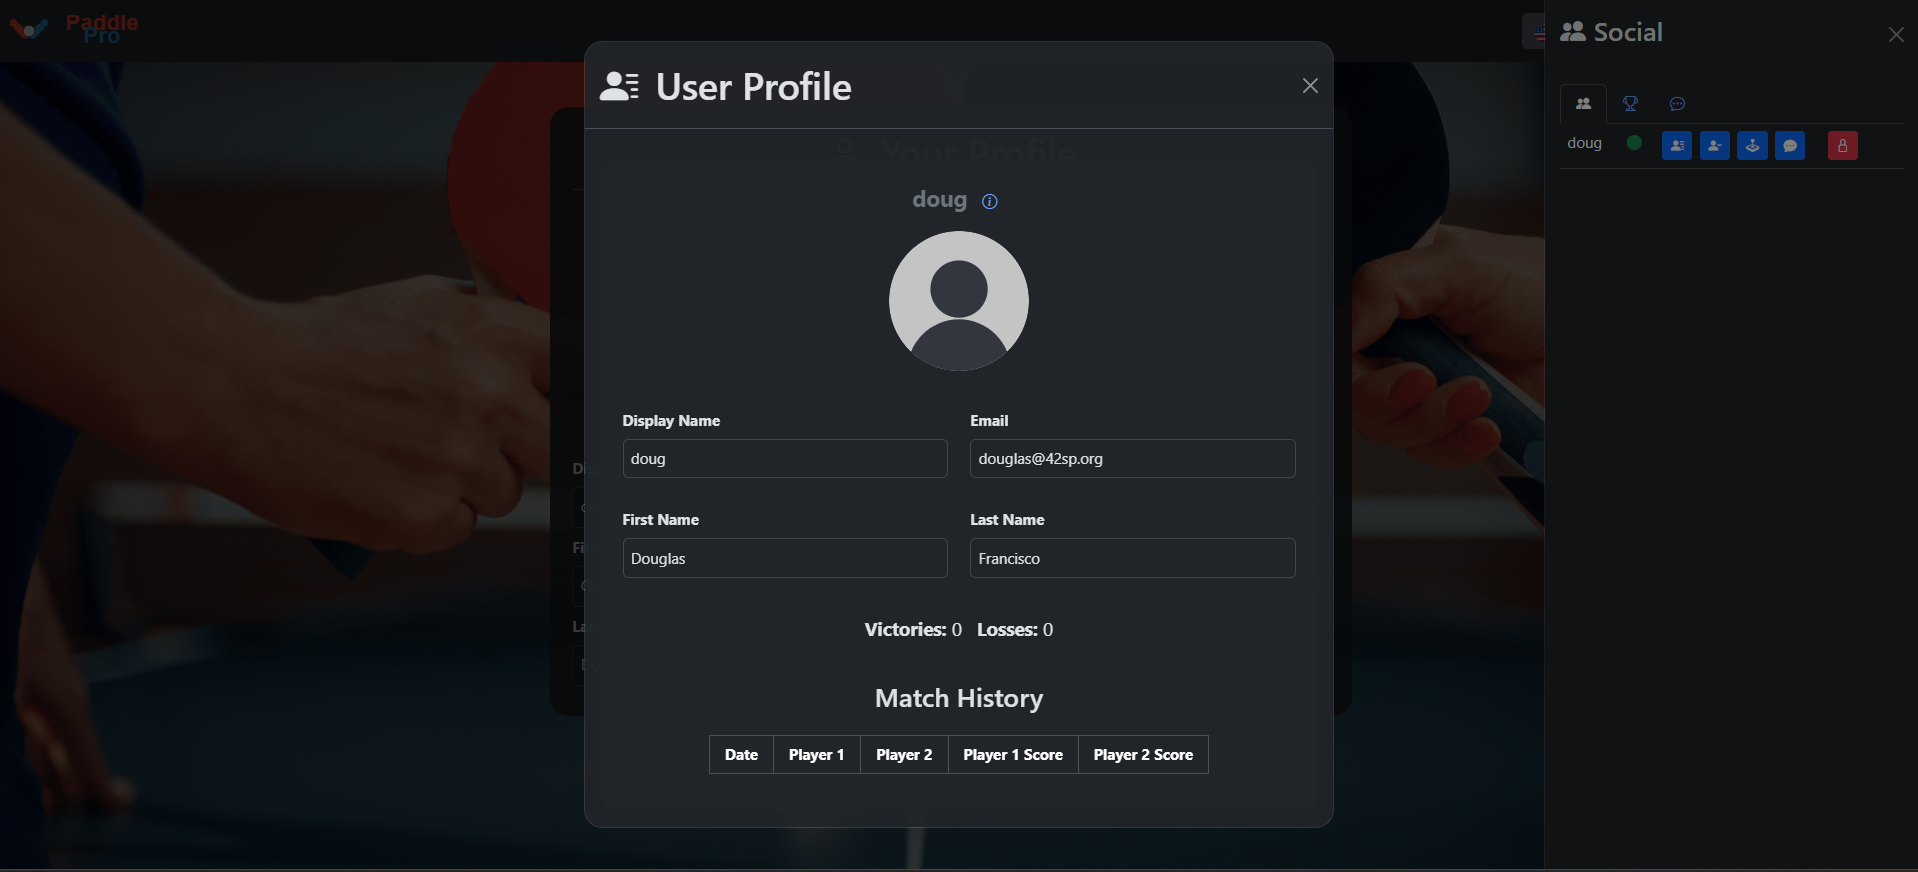 Paddle
Pro
User Profile
Your Profile
doug
Display Name
Email
doug
douglas@42sp.org
First Name
Last Name
Douglas
Francisco
Victories: 0 Losses: 0
Match History
Date Player 1 Player 2 Player 1 Score Player 2 Score
Social
doug